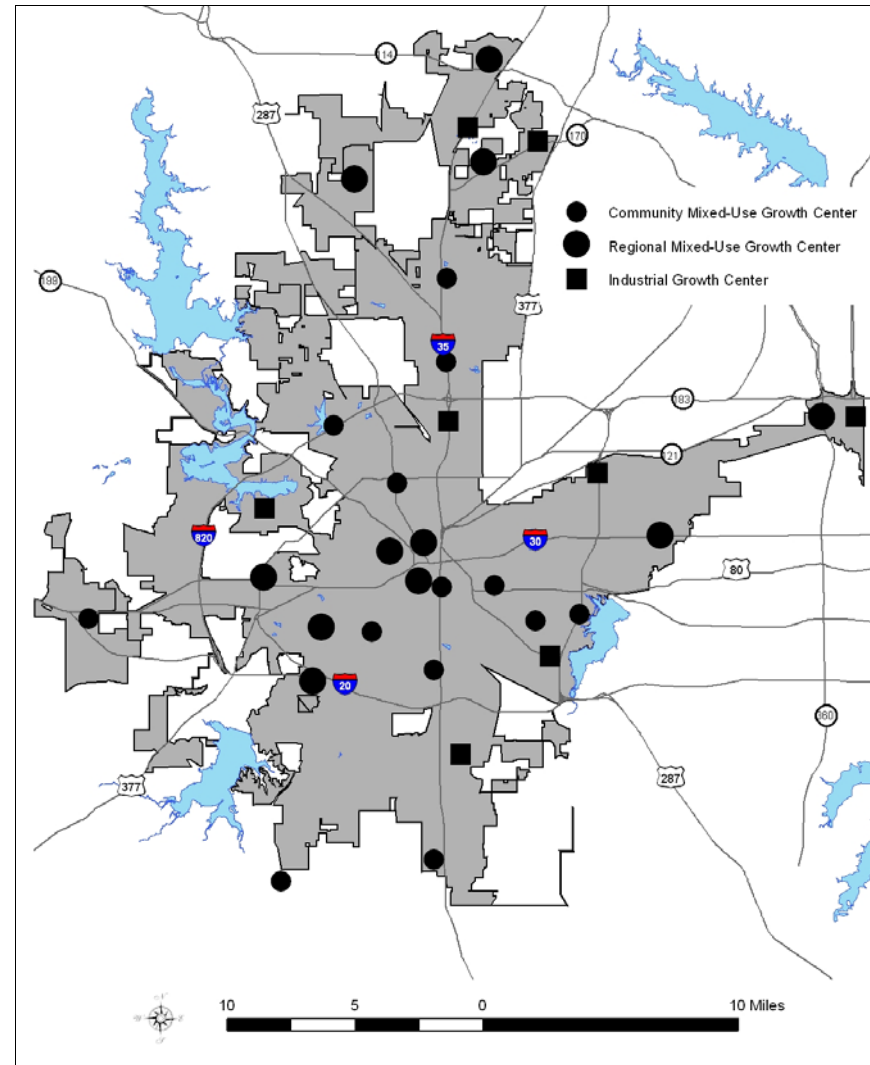 114
287
170
Community Mixed-Use Growth Center
Regional Mixed-Use Growth Center
Industrial Growth Center
199
377
35
183
121
820
30
80
20
360
377
287
N
W E
S
10 5 0 10 Miles